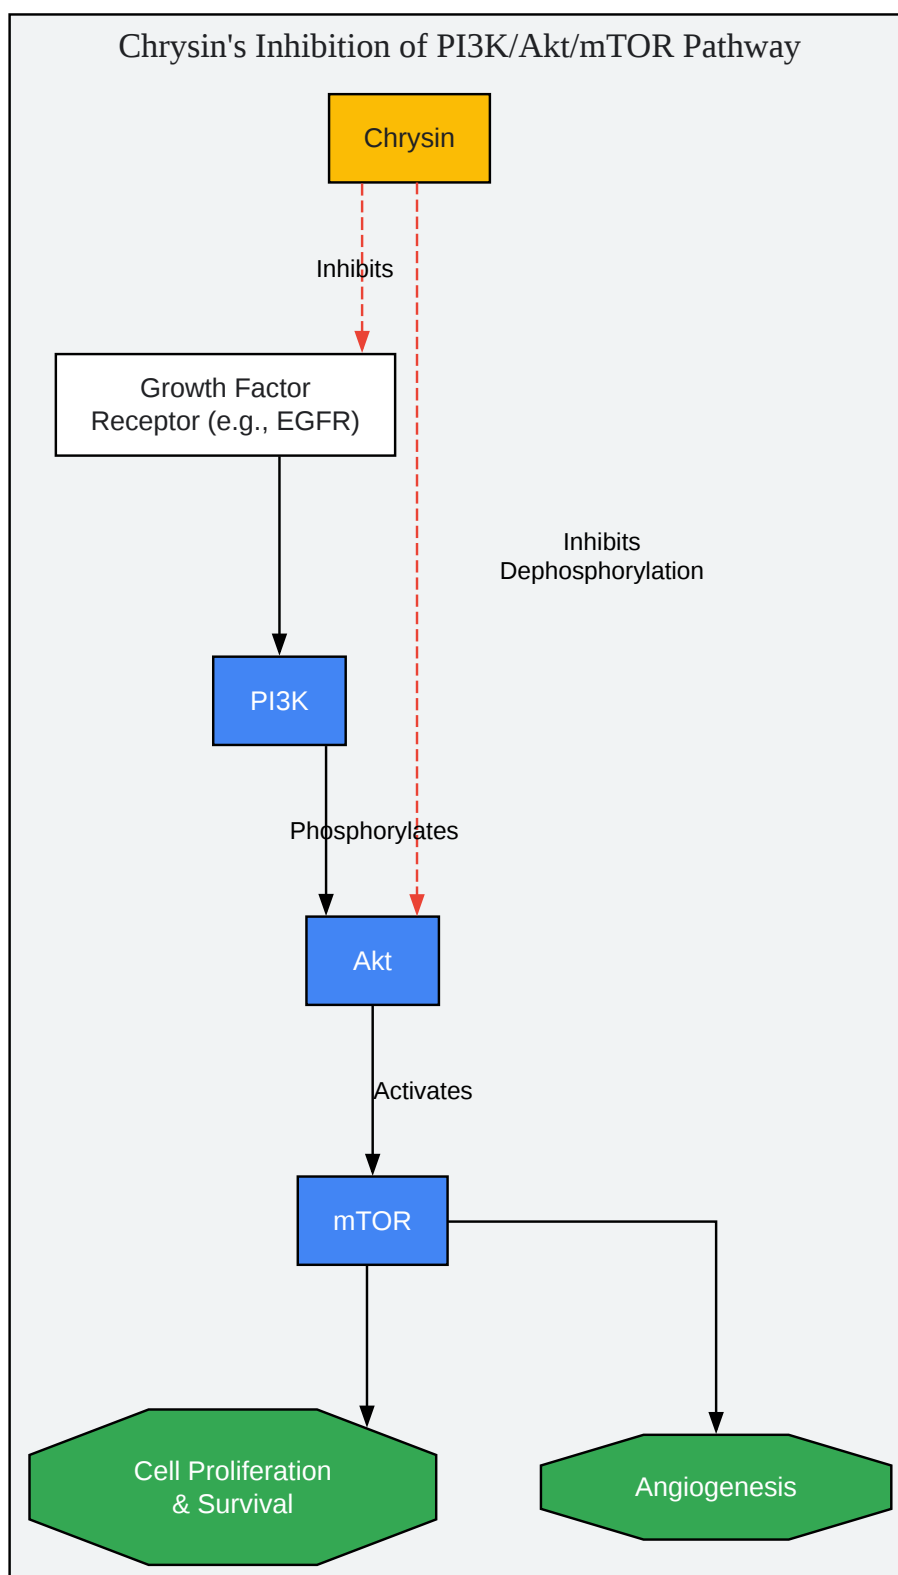 Chrysin's Inhibition of PI3K/Akt/mTOR Pathway
Chrysin
Inhibits
Growth Factor
Receptor (e.g., EGFR)
Inhibits
Dephosphorylation
PI3K
Phosphorylates
Akt
Activates
mTOR
Cell Proliferation
& Survival
Angiogenesis